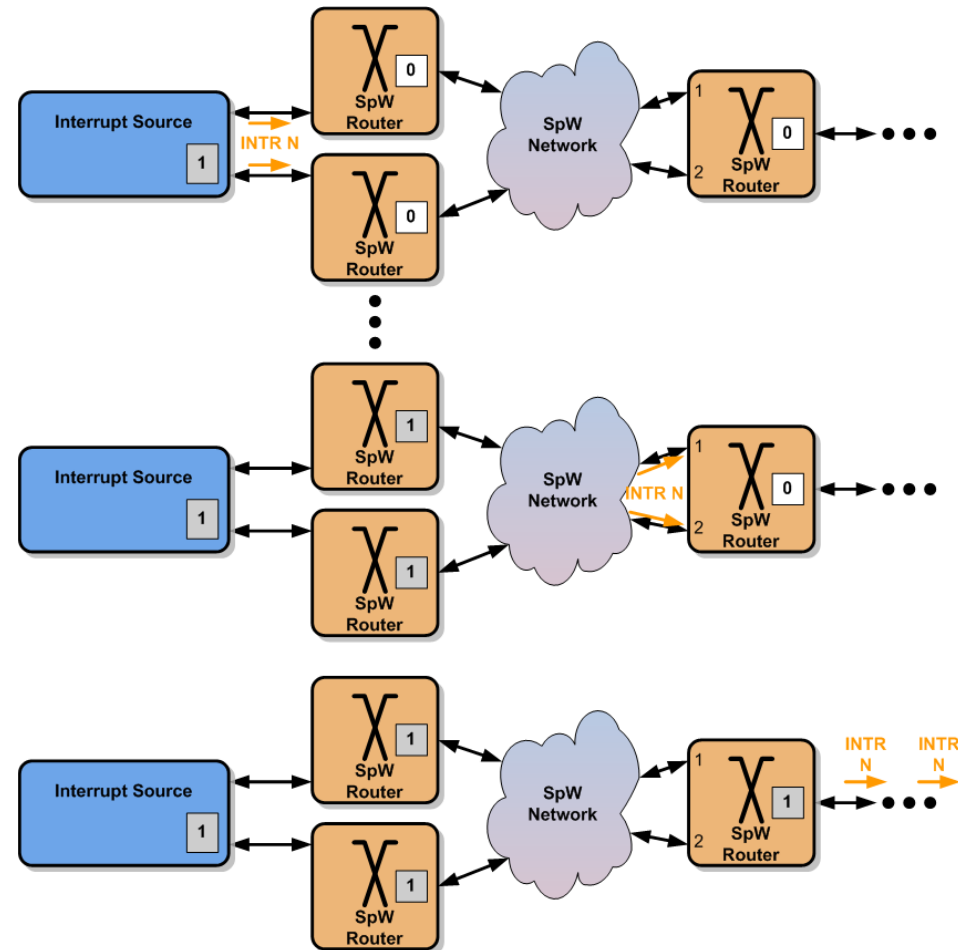 SpW
Router
0
Interrupt Source
1
INTR N
SpW
Router
0
SpW
Network
1
2
SpW
Router
0
SpW
Router
1
Interrupt Source
1
SpW
Router
1
SpW
Network
INTR N
1
2
SpW
Router
0
SpW
Router
1
Interrupt Source
1
SpW
Router
1
SpW
Network
1
2
SpW
Router
1
INTR
N
INTR
N